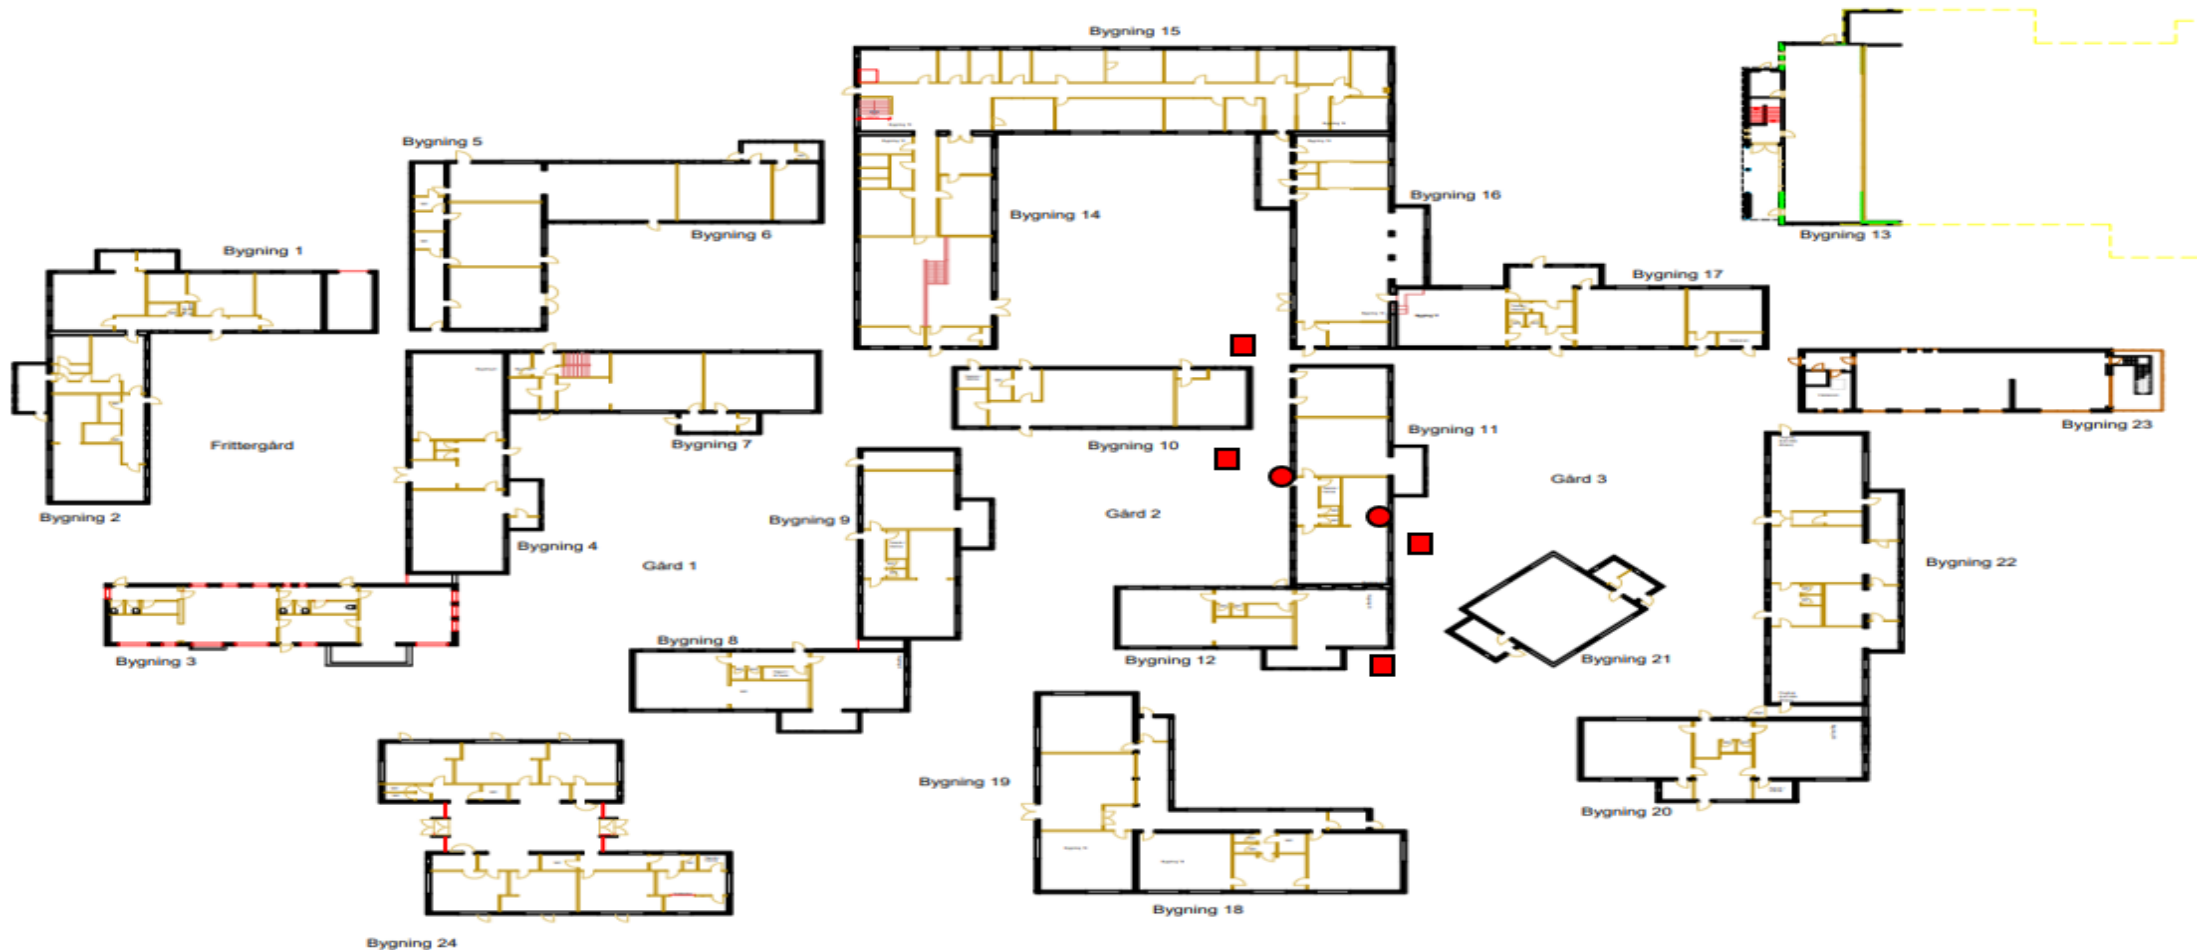 Bygning 15
Bygning 5
Bygning 16
Bygning 14
Bygning 6
Bygning 13
Bygning 1
Bygning 17
Bygning 23
Bygning 11
Bygning 7
Bygning 10
Frittergård
Gård 3
Bygning 2
Gård 2
Bygning 9
Bygning 4
Gård 1
Bygning 22
Bygning 8
Bygning 12
Bygning 21
Bygning 3
Bygning 19
Bygning 20
Bygning 18
Bygning 24